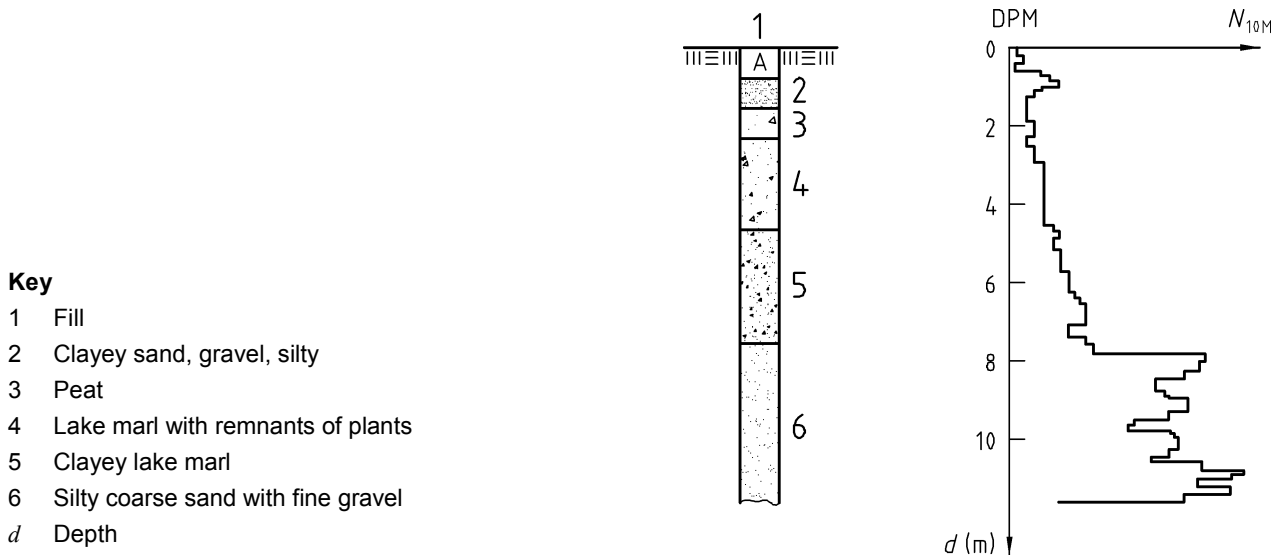 Key
1 Fill
2 Clayey sand, gravel, silty
3 Peat
4 Lake marl with remnants of plants
5 Clayey lake marl
6 Silty coarse sand with fine gravel
d Depth
1
A
2
3
4
5
6
DPM N10M
0
2
4
6
8
10
d (m)